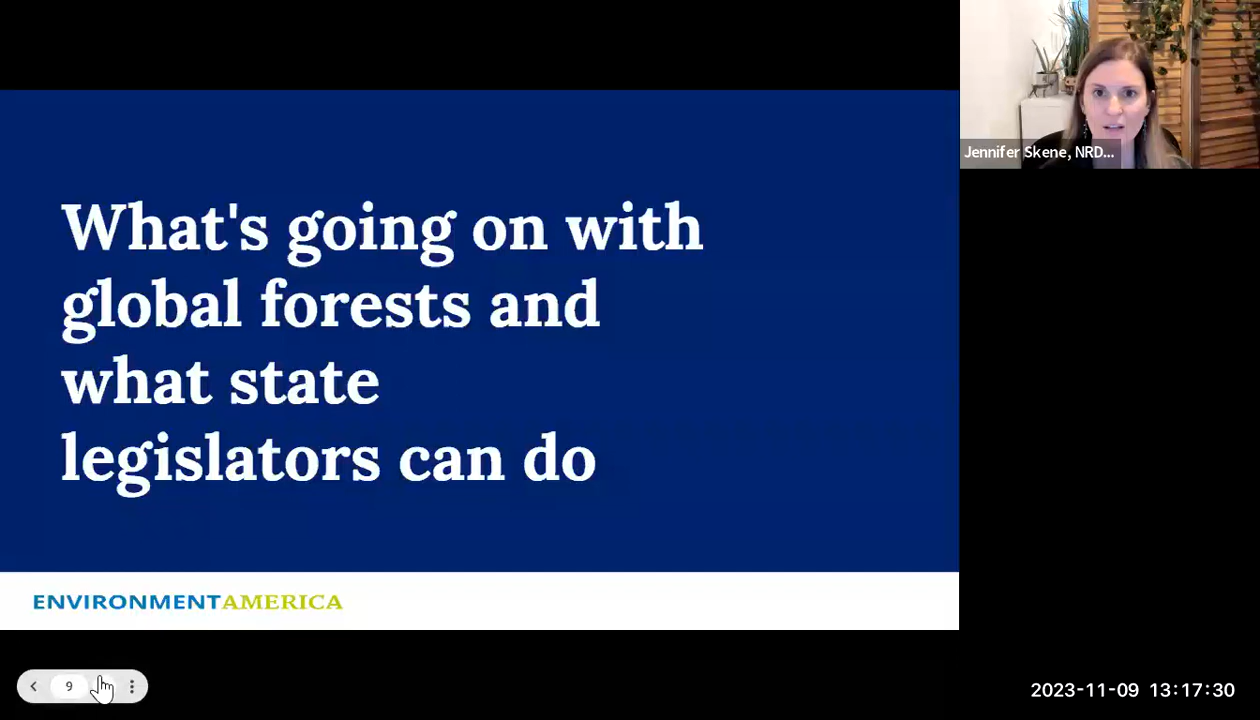 Jennifer Skene, NRD...
What's going on with
global forests and
what state
legislators can do
ENVIRONMENTAMERICA
9
2023-11-09 13:17:30